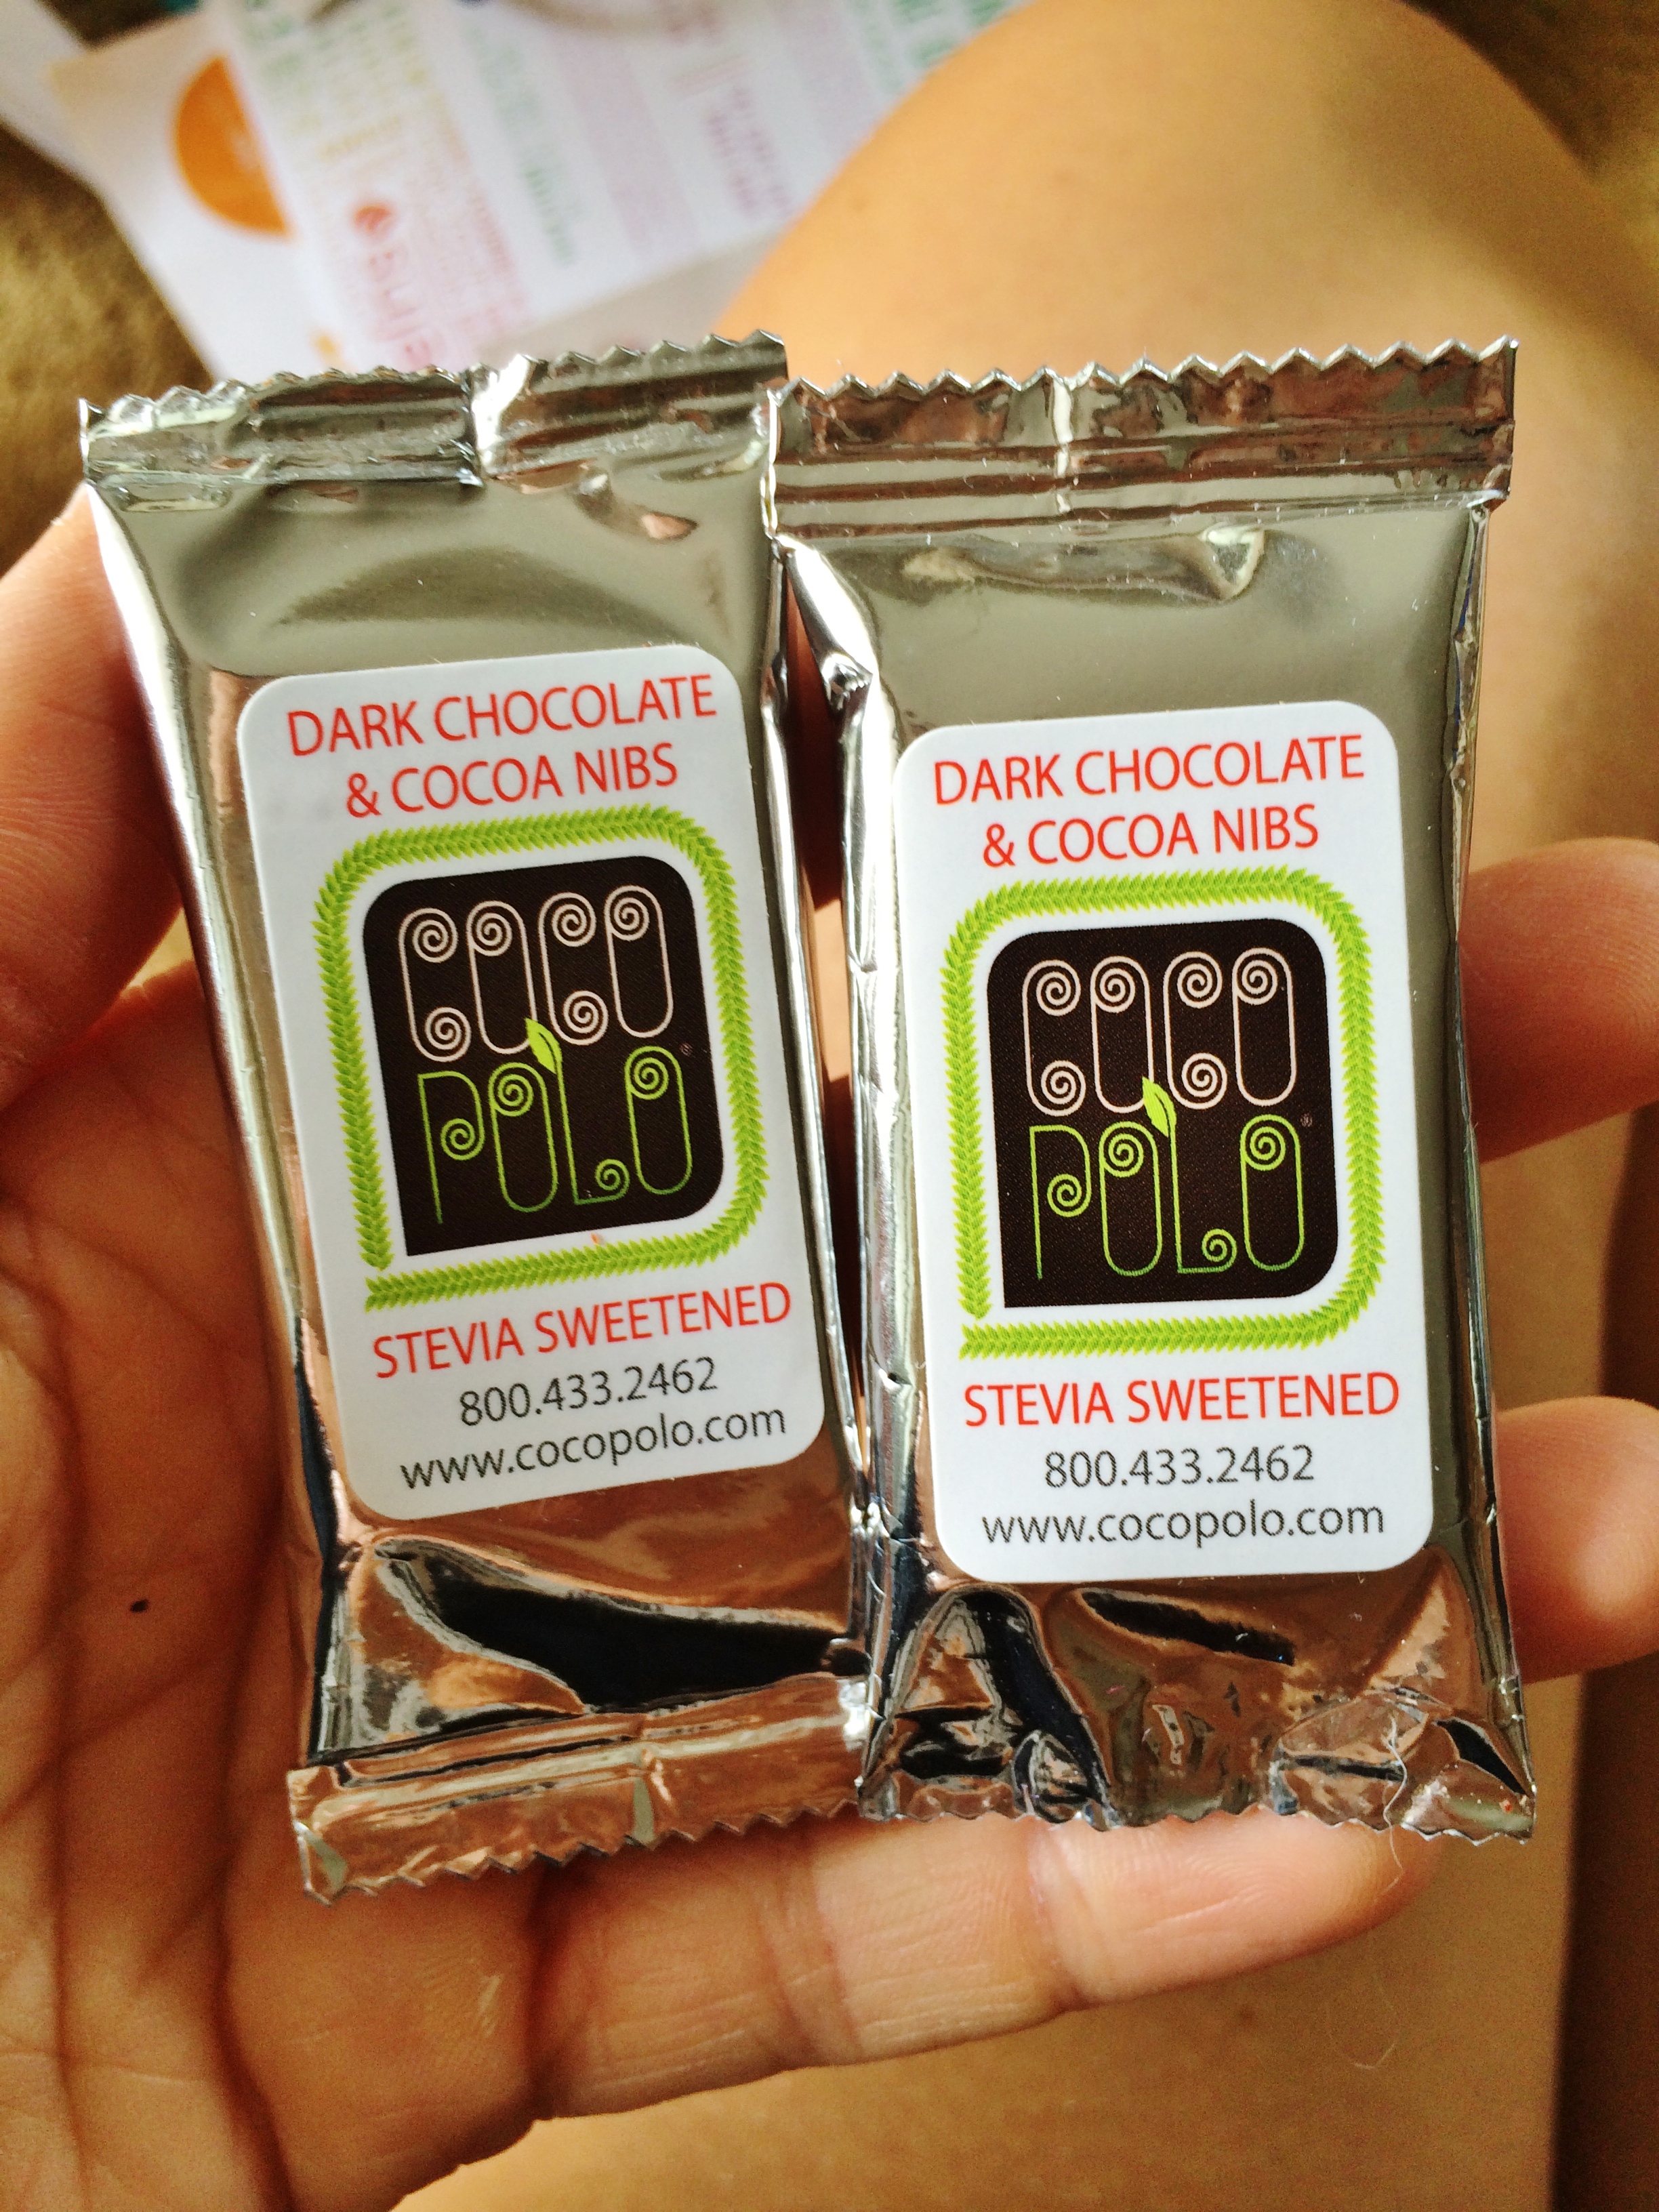 DARK CHOCOLATE
& COCOA NIBS
COCO
POLO
STEVIA SWEETENED
800.433.2462
www.cocopolo.com
DARK CHOCOLATE
& COCOA NIBS
COCO
POLO
STEVIA SWEETENED
800.433.2462
www.cocopolo.com